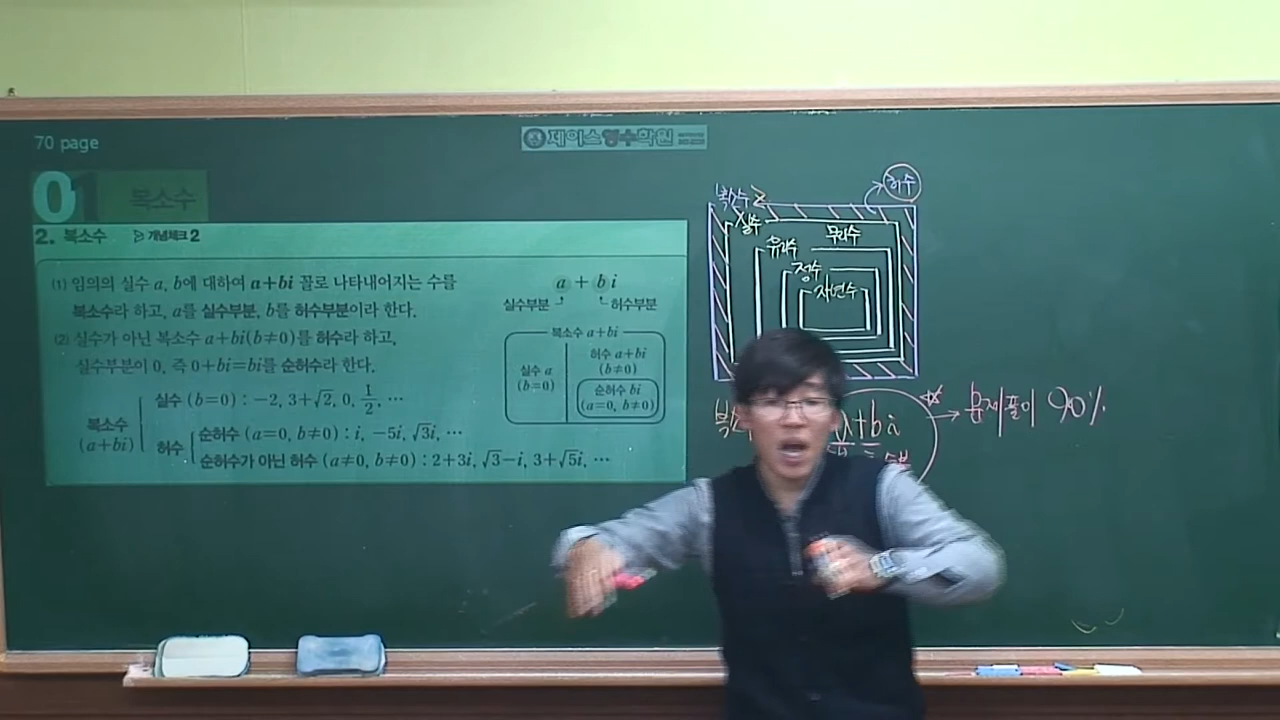 70 page
제이스영수학원
01 복소수
2. 복소수 ▷ 개념체크 2
(1) 임의의 실수 a, b에 대하여 a+bi 꼴로 나타내어지는 수를
복소수라 하고, a를 실수부분, b를 허수부분이라 한다.
(2) 실수가 아닌 복소수 a+bi(b≠0)를 허수라 하고,
실수부분이 0, 즉 0+bi=bi를 순허수라 한다.
복소수
(a+bi)
실수 (b=0) : -2, 3+√2, 0, 1/2, ⋯
허수
순허수 (a=0, b≠0) : i, -5i, √3i, ⋯
순허수가 아닌 허수 (a≠0, b≠0) : 2+3i, √3-i, 3+√5i, ⋯
a + b i
실수부분 허수부분
복소수 a+bi
실수 a
(b=0)
허수 a+bi
(b≠0)
순허수 bi
(a=0, b≠0)
허수
복소수
실수
무리수
유리수
정수
자연수
a+bi
문제풀이 90%